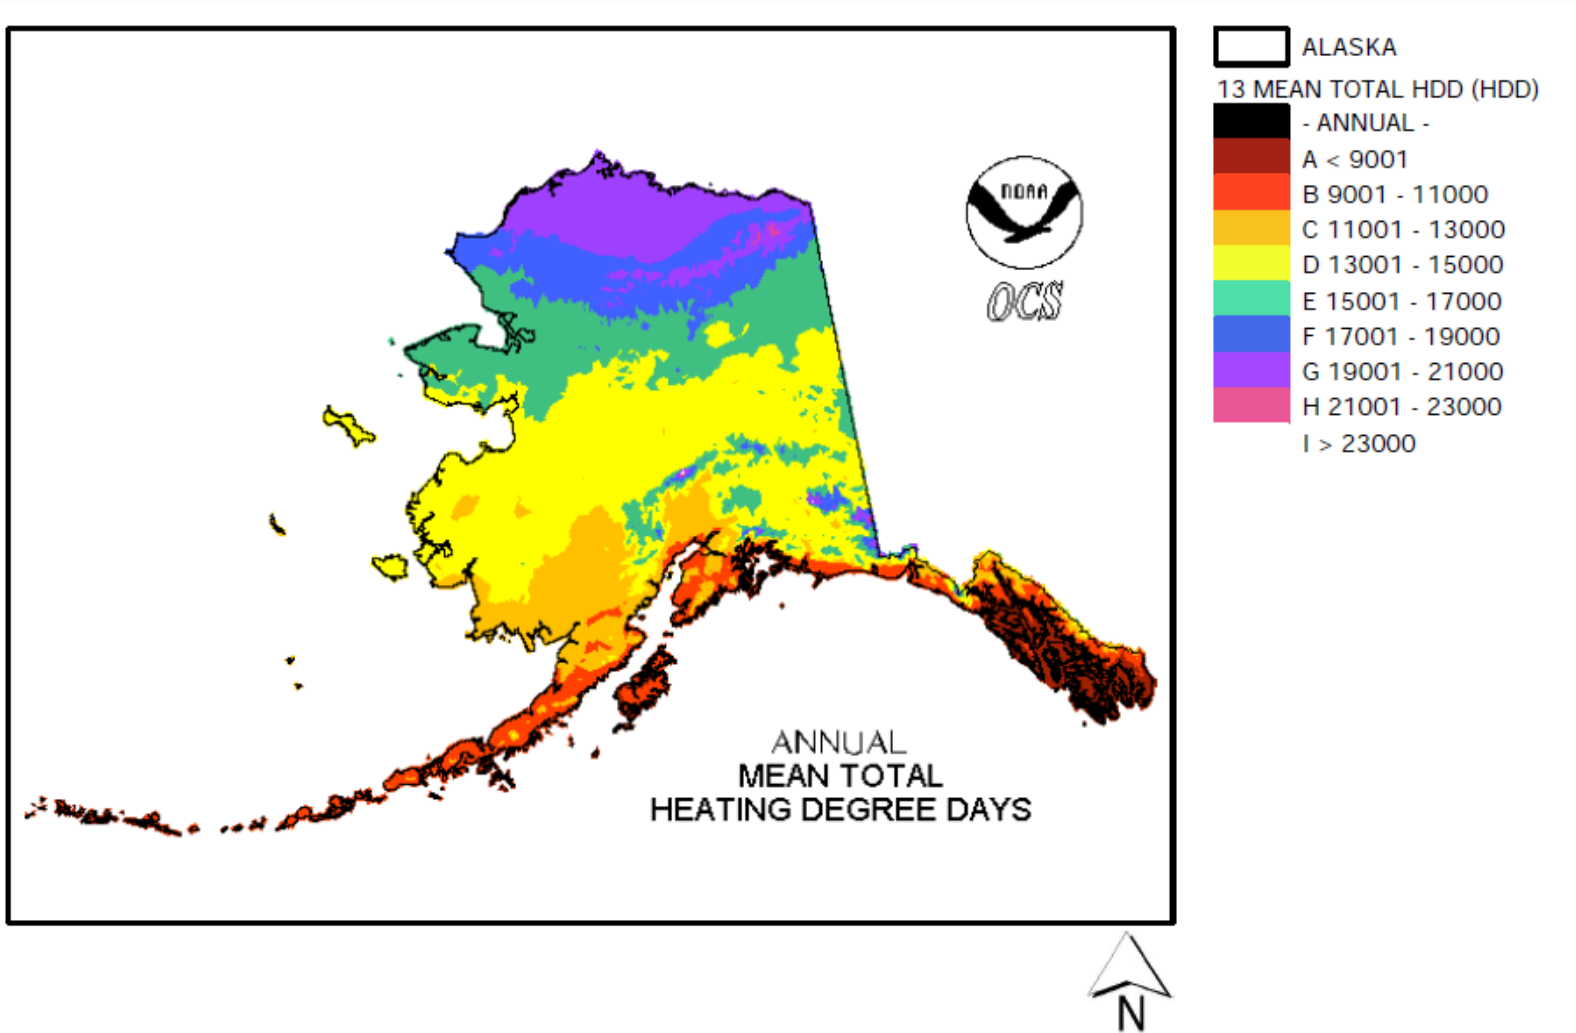 ALASKA
13 MEAN TOTAL HDD (HDD)
- ANNUAL -
A < 9001
B 9001 - 11000
C 11001 - 13000
D 13001 - 15000
E 15001 - 17000
F 17001 - 19000
G 19001 - 21000
H 21001 - 23000
I > 23000
NOAA
OCS
ANNUAL
MEAN TOTAL
HEATING DEGREE DAYS
N